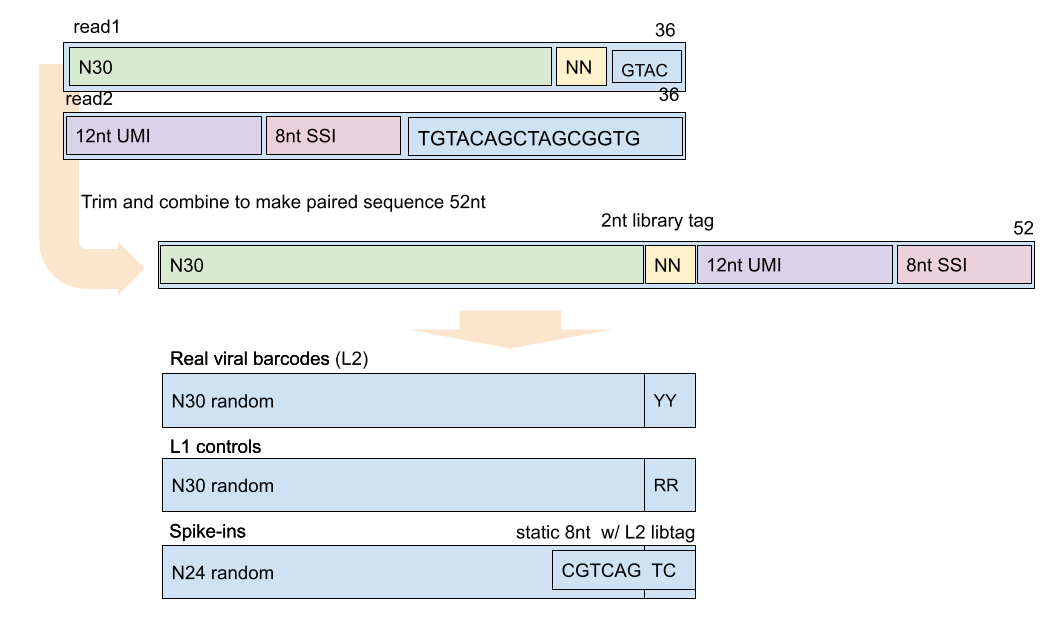 read1
36
N30
NN
GTAC
read2
36
12nt UMI
8nt SSI
TGTACAGCTAGCGGTG
Trim and combine to make paired sequence 52nt
2nt library tag
52
N30
NN
12nt UMI
8nt SSI
Real viral barcodes (L2)
N30 random
YY
L1 controls
N30 random
RR
Spike-ins
static 8nt w/ L2 libtag
N24 random
CGTCAG TC